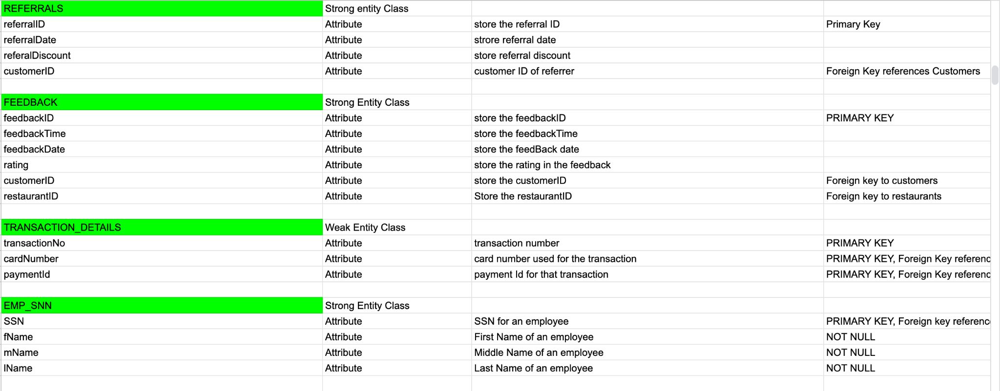 REFERRALS Strong entity Class
referralID Attribute store the referral ID Primary Key
referralDate Attribute strore referral date
referalDiscount Attribute store referral discount
customerID Attribute customer ID of referrer Foreign Key references Customers
FEEDBACK Strong Entity Class
feedbackID Attribute store the feedbackID PRIMARY KEY
feedbackTime Attribute store the feedbackTime
feedbackDate Attribute store the feedBack date
rating Attribute store the rating in the feedback
customerID Attribute store the customerID Foreign key to customers
restaurantID Attribute Store the restaurantID Foreign key to restaurants
TRANSACTION_DETAILS Weak Entity Class
transactionNo Attribute transaction number PRIMARY KEY
cardNumber Attribute card number used for the transaction PRIMARY KEY, Foreign Key referenc
paymentId Attribute payment Id for that transaction PRIMARY KEY, Foreign Key referenc
EMP_SNN Strong Entity Class
SSN Attribute SSN for an employee PRIMARY KEY, Foreign key referenc
fName Attribute First Name of an employee NOT NULL
mName Attribute Middle Name of an employee NOT NULL
lName Attribute Last Name of an employee NOT NULL